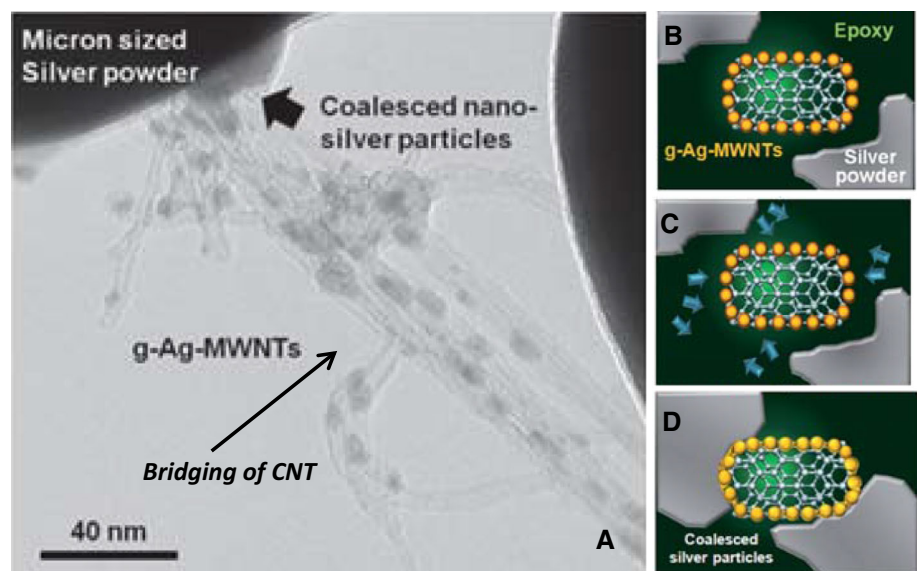 Micron sized
Silver powder
Coalesced nano-
silver particles
g-Ag-MWNTs
Bridging of CNT
40 nm
A
B
Epoxy
g-Ag-MWNTs
Silver
powder
C
D
Coalesced
silver particles